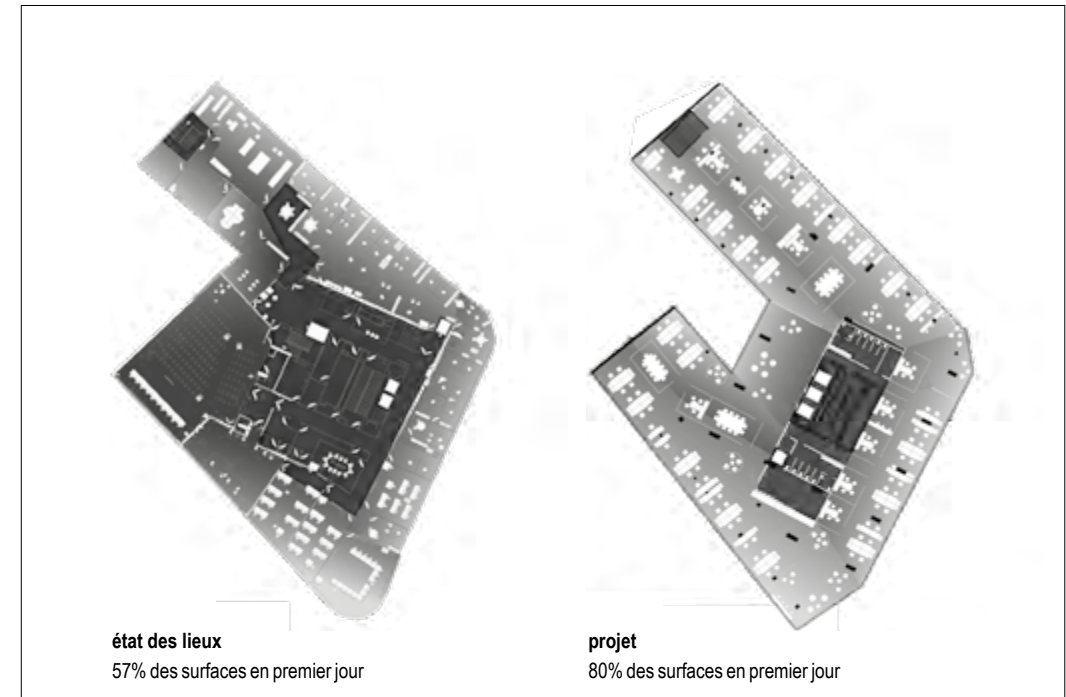 état des lieux
57% des surfaces en premier jour
projet
80% des surfaces en premier jour